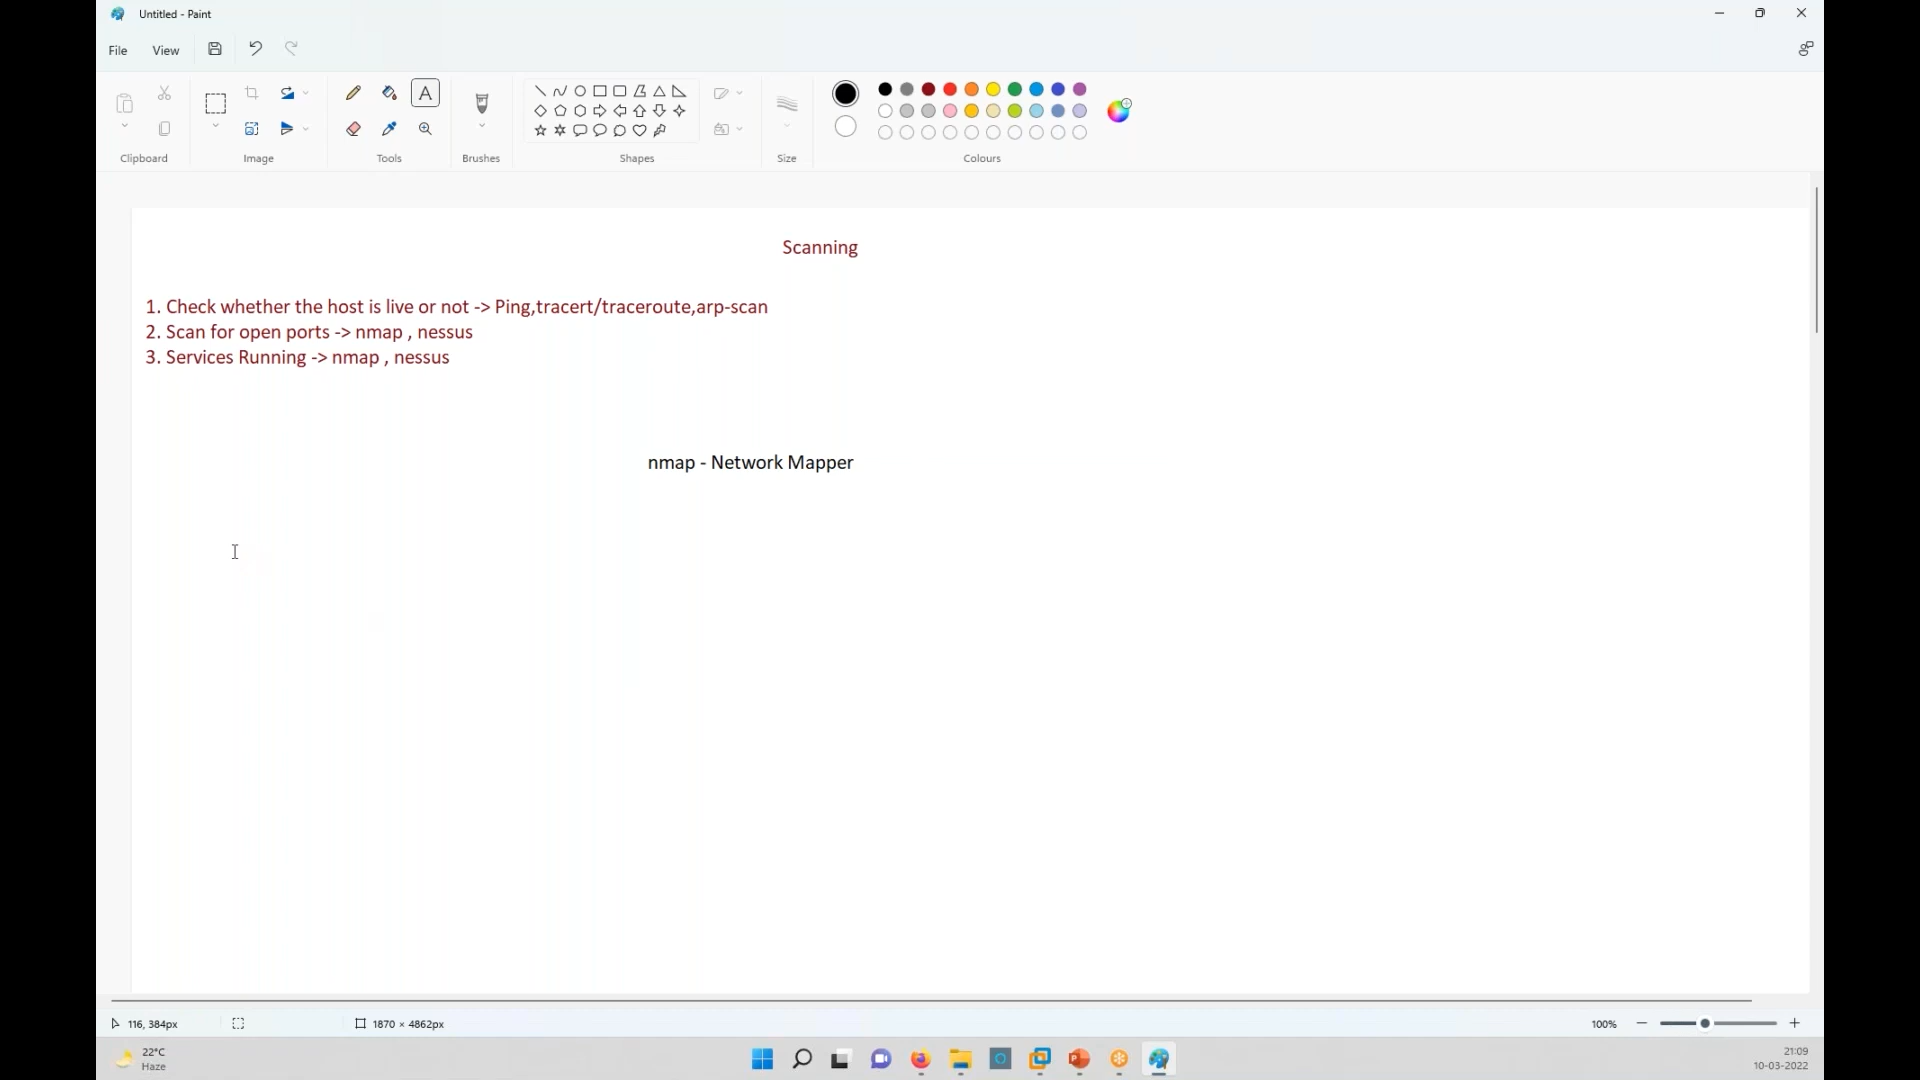 Untitled - Paint
File
View
Clipboard
Image
Tools
Brushes
Shapes
Size
Colours
A
Scanning
1. Check whether the host is live or not -> Ping,tracert/traceroute,arp-scan
2. Scan for open ports -> nmap , nessus
3. Services Running -> nmap , nessus
nmap - Network Mapper
116, 384px
1870 × 4862px
100%
22°C
Haze
21:09
10-03-2022